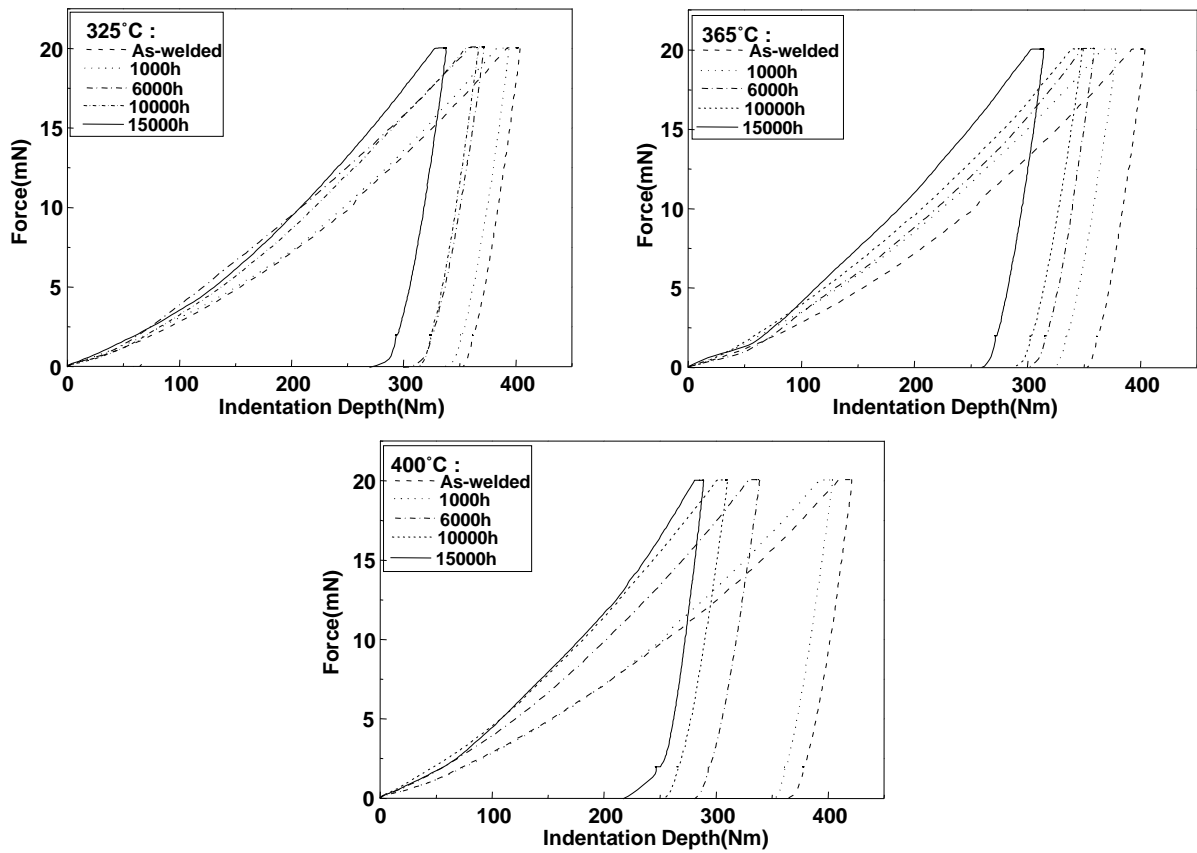 325°C :
As-welded
1000h
6000h
10000h
15000h
Force(mN)
20
15
10
5
0
0 100 200 300 400
Indentation Depth(Nm)
365°C :
As-welded
1000h
6000h
10000h
15000h
Force(mN)
20
15
10
5
0
0 100 200 300 400
Indentation Depth(Nm)
400°C :
As-welded
1000h
6000h
10000h
15000h
Force(mN)
20
15
10
5
0
0 100 200 300 400
Indentation Depth(Nm)